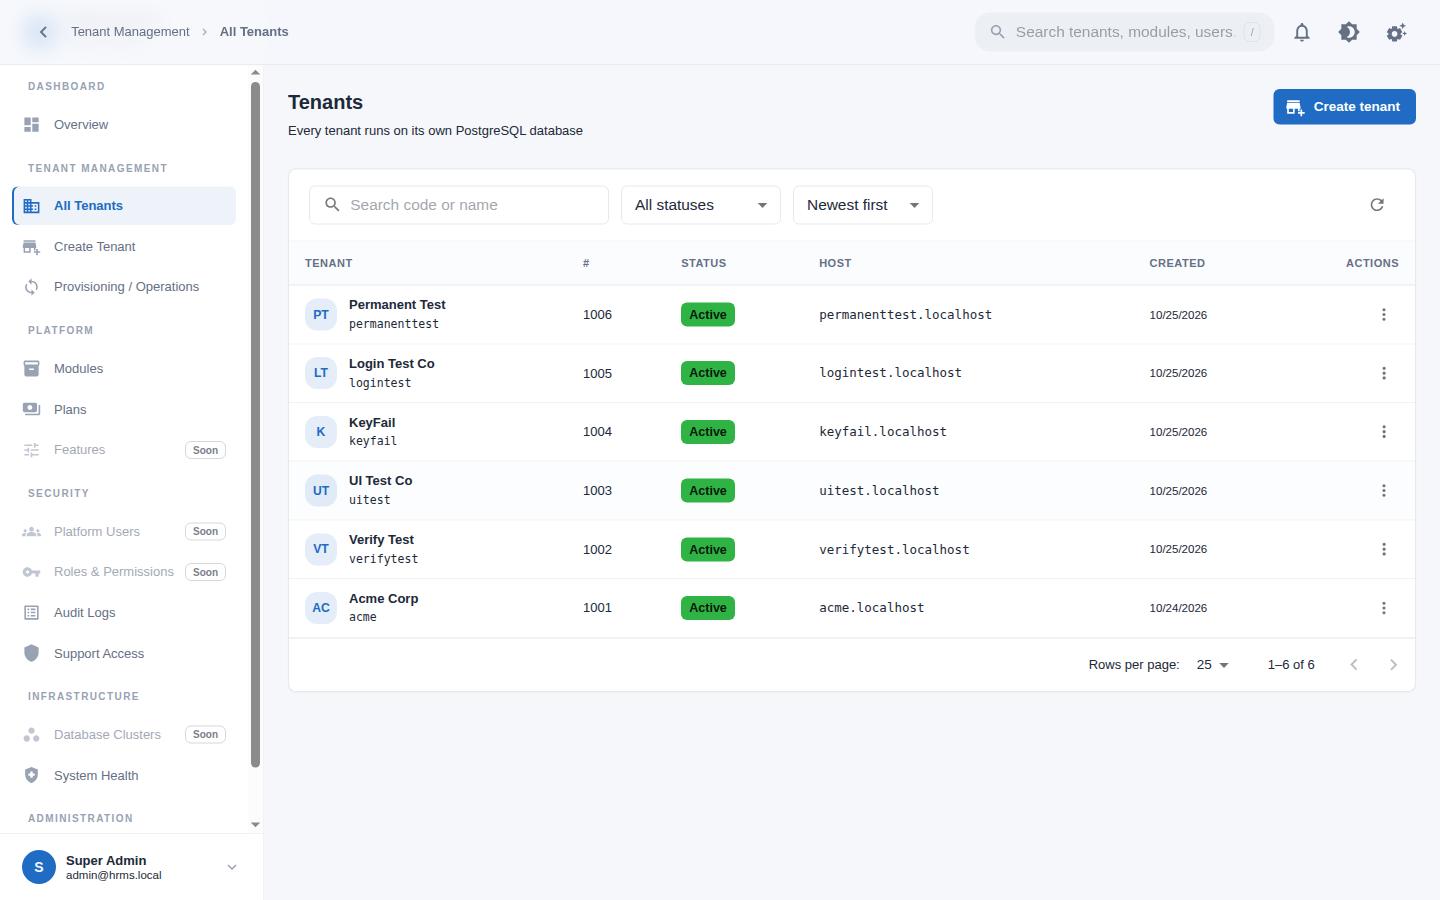 Tenant Management
All Tenants
Search tenants, modules, users.
/
DASHBOARD
Overview
TENANT MANAGEMENT
All Tenants
Create Tenant
Provisioning / Operations
PLATFORM
Modules
Plans
Features Soon
SECURITY
Platform Users Soon
Roles & Permissions Soon
Audit Logs
Support Access
INFRASTRUCTURE
Database Clusters Soon
System Health
ADMINISTRATION
S
Super Admin
admin@hrms.local
Tenants
Every tenant runs on its own PostgreSQL database
Create tenant
Search code or name All statuses Newest first
TENANT # STATUS HOST CREATED ACTIONS
PT Permanent Test
permanenttest
1006 Active permanenttest.localhost 10/25/2026
LT Login Test Co
logintest
1005 Active logintest.localhost 10/25/2026
K KeyFail
keyfail
1004 Active keyfail.localhost 10/25/2026
UT UI Test Co
uitest
1003 Active uitest.localhost 10/25/2026
VT Verify Test
verifytest
1002 Active verifytest.localhost 10/25/2026
AC Acme Corp
acme
1001 Active acme.localhost 10/24/2026
Rows per page: 25 1–6 of 6